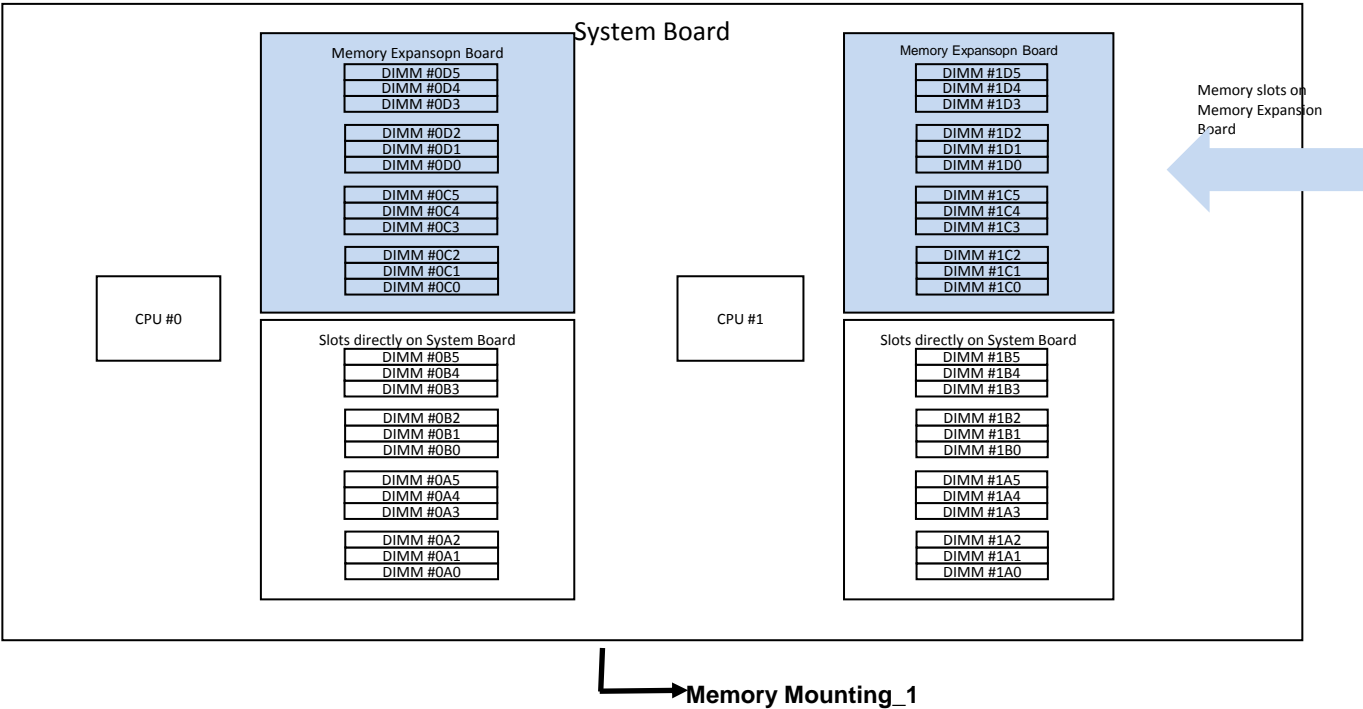 System Board
Memory Expansopn Board
DIMM #0D5
DIMM #0D4
DIMM #0D3
DIMM #0D2
DIMM #0D1
DIMM #0D0
DIMM #0C5
DIMM #0C4
DIMM #0C3
DIMM #0C2
DIMM #0C1
DIMM #0C0
CPU #0
Slots directly on System Board
DIMM #0B5
DIMM #0B4
DIMM #0B3
DIMM #0B2
DIMM #0B1
DIMM #0B0
DIMM #0A5
DIMM #0A4
DIMM #0A3
DIMM #0A2
DIMM #0A1
DIMM #0A0
Memory Expansopn Board
DIMM #1D5
DIMM #1D4
DIMM #1D3
DIMM #1D2
DIMM #1D1
DIMM #1D0
DIMM #1C5
DIMM #1C4
DIMM #1C3
DIMM #1C2
DIMM #1C1
DIMM #1C0
CPU #1
Slots directly on System Board
DIMM #1B5
DIMM #1B4
DIMM #1B3
DIMM #1B2
DIMM #1B1
DIMM #1B0
DIMM #1A5
DIMM #1A4
DIMM #1A3
DIMM #1A2
DIMM #1A1
DIMM #1A0
Memory slots on
Memory Expansion
Board
Memory Mounting_1